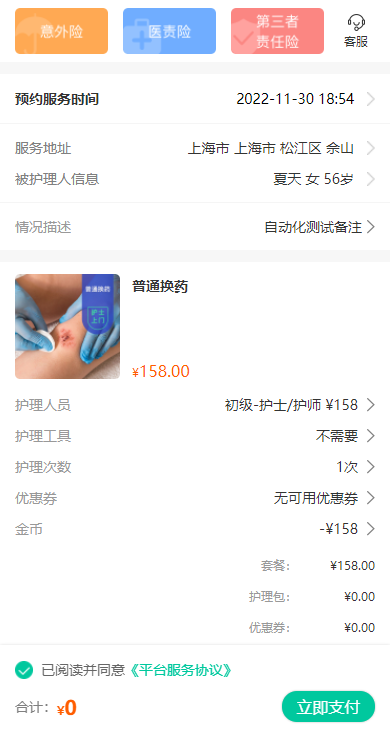 意外险
医责险
第三者
责任险
客服
预约服务时间 2022-11-30 18:54
服务地址 上海市 上海市 松江区 佘山
被护理人信息 夏天 女 56岁
情况描述 自动化测试备注
普通换药
护士
上门
普通换药
¥158.00
护理人员 初级-护士/护师 ¥158
护理工具 不需要
护理次数 1次
优惠券 无可用优惠券
金币 -¥158
套餐: ¥158.00
护理包: ¥0.00
优惠券: ¥0.00
已阅读并同意《平台服务协议》
合计: ¥0 立即支付